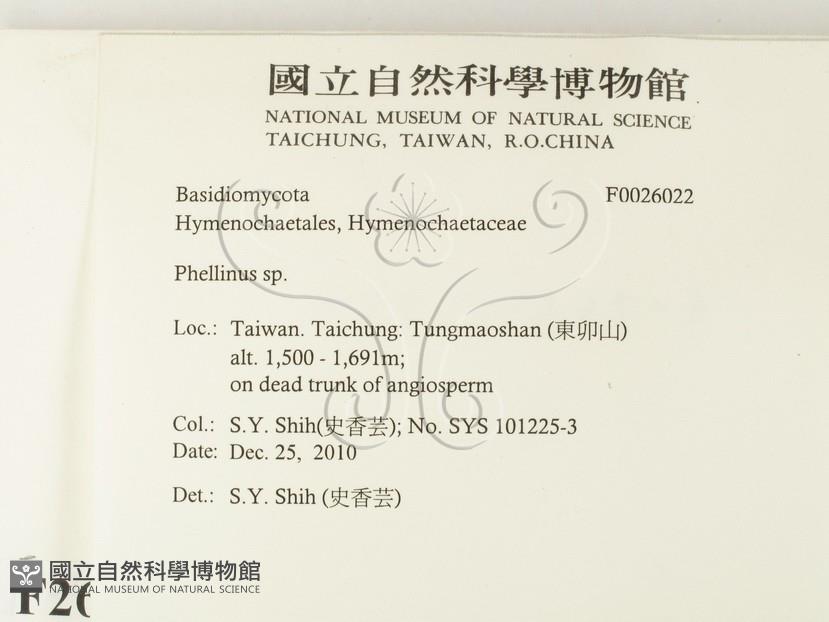 國立自然科學博物館
NATIONAL MUSEUM OF NATURAL SCIENCE
TAICHUNG, TAIWAN, R.O.CHINA
Basidiomycota F0026022
Hymenochaetales, Hymenochaetaceae
Phellinus sp.
Loc.: Taiwan. Taichung: Tungmaoshan (東卯山)
alt. 1,500 - 1,691m;
on dead trunk of angiosperm
Col.: S.Y. Shih(史香芸); No. SYS 101225-3
Date: Dec. 25, 2010
Det.: S.Y. Shih (史香芸)
國立自然科學博物館
NATIONAL MUSEUM OF NATURAL SCIENCE